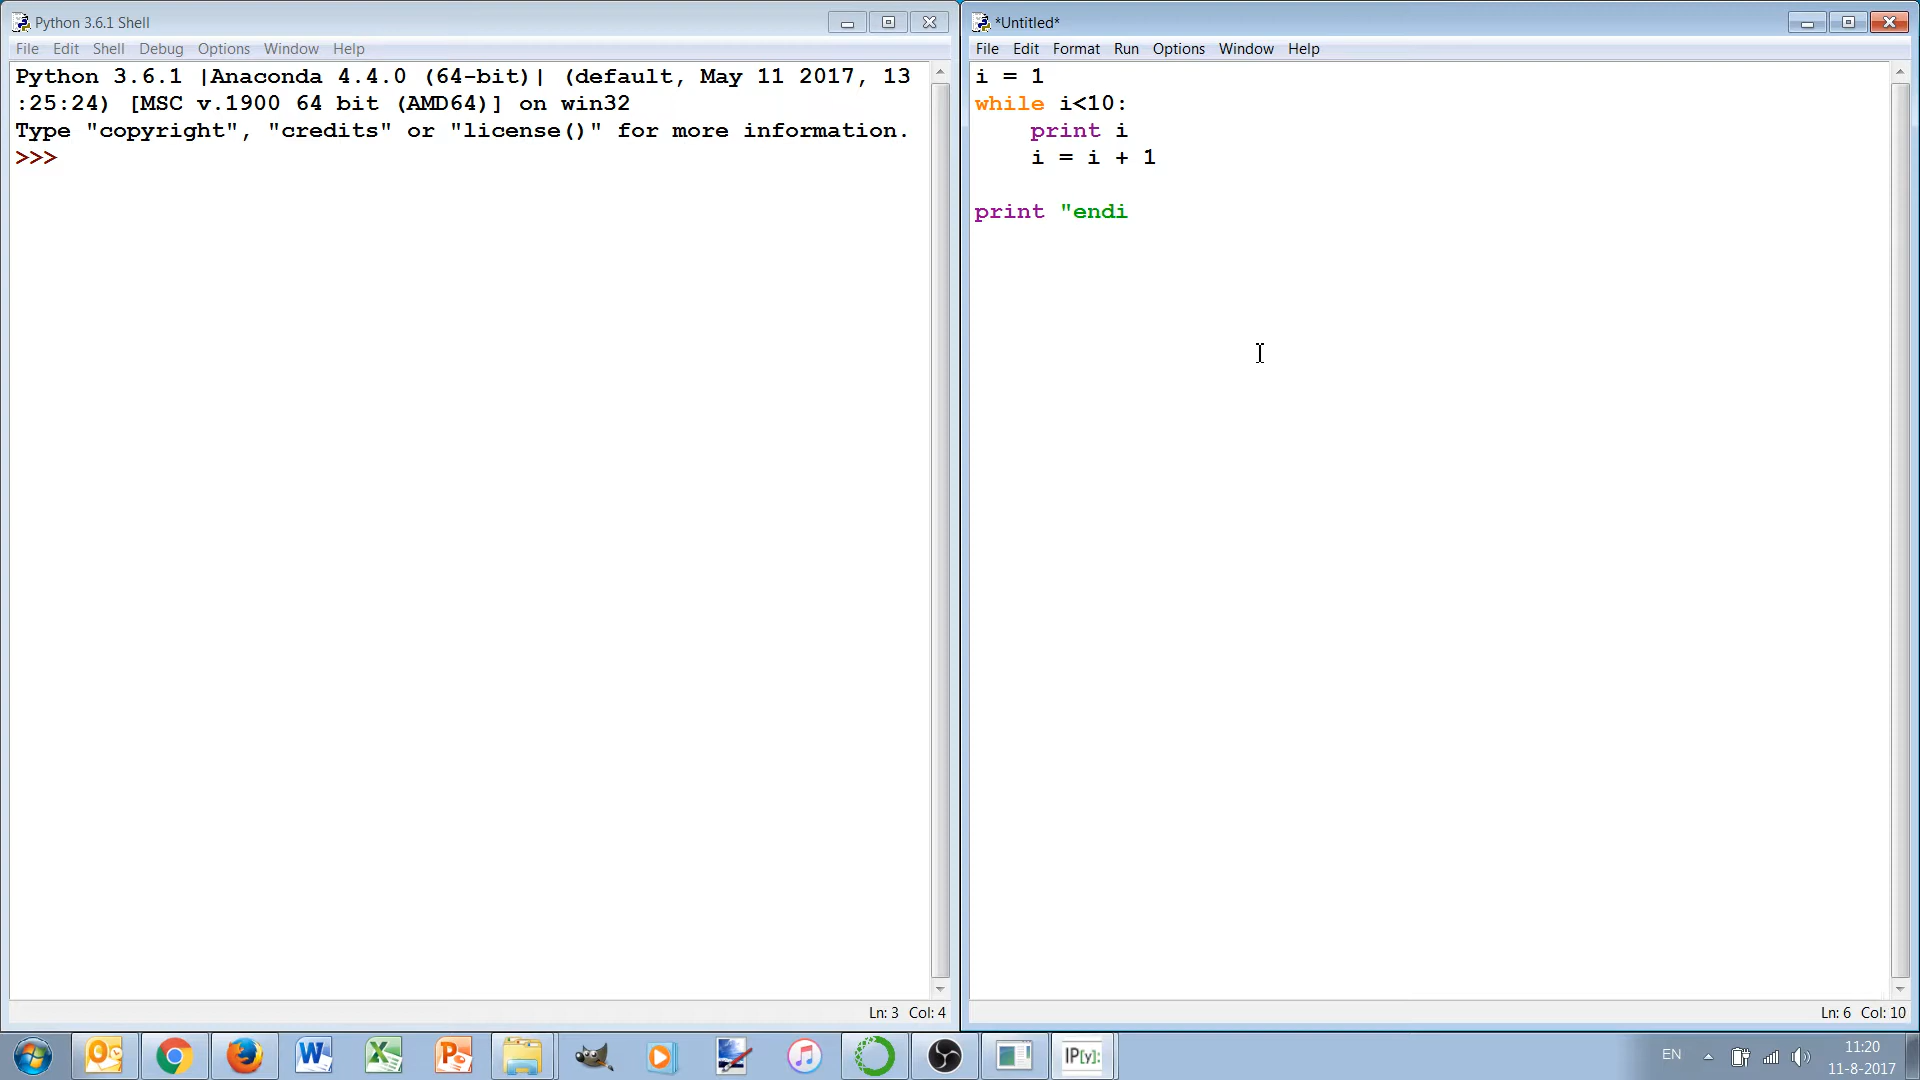 Python 3.6.1 Shell
File Edit Shell Debug Options Window Help
Python 3.6.1 |Anaconda 4.4.0 (64-bit)| (default, May 11 2017, 13
:25:24) [MSC v.1900 64 bit (AMD64)] on win32
Type "copyright", "credits" or "license()" for more information.
>>>
Ln: 3 Col: 4
*Untitled*
File Edit Format Run Options Window Help
i = 1
while i<10:
    print i
    i = i + 1
print "endi
Ln: 6 Col: 10
IP[y]:
EN
11:20
11-8-2017